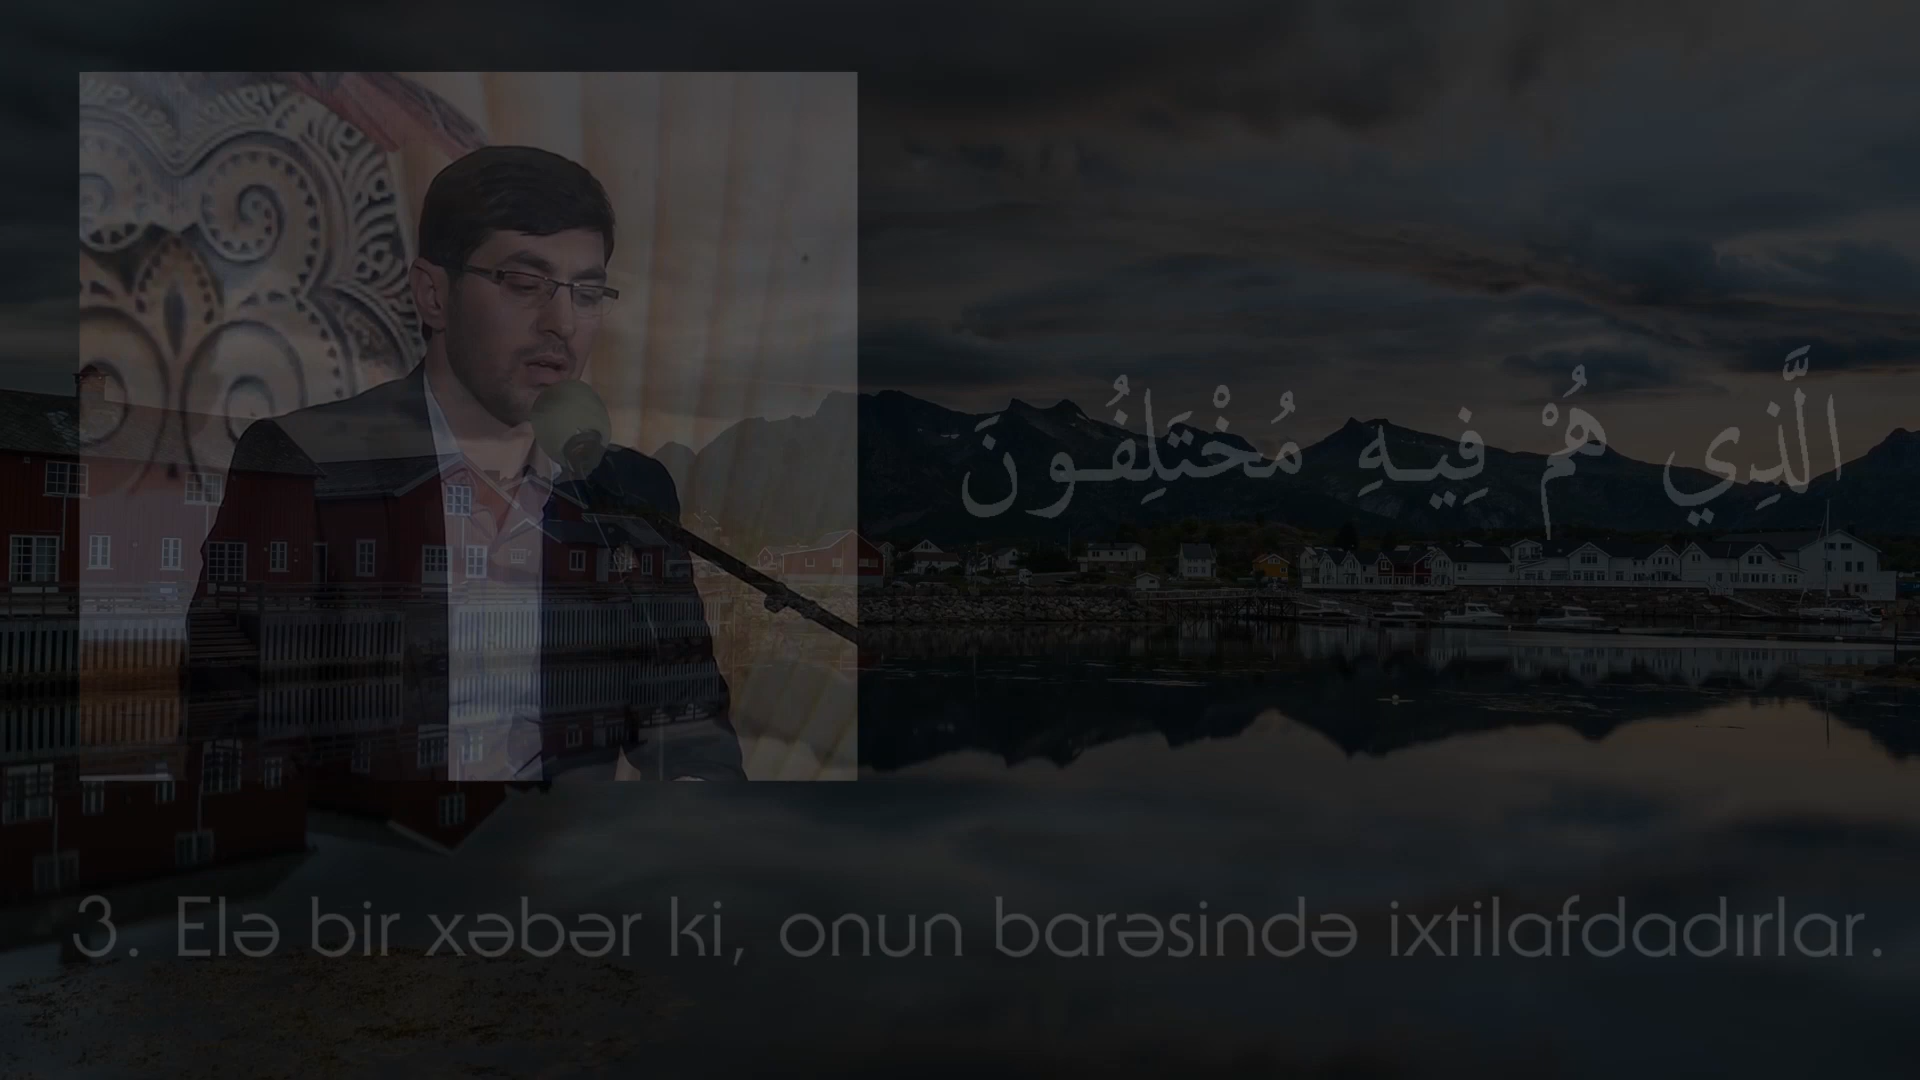 الَّذِي هُمْ فِيهِ مُخْتَلِفُونَ
3. Elə bir xəbər ki, onun barəsində ixtilafdadırlar.